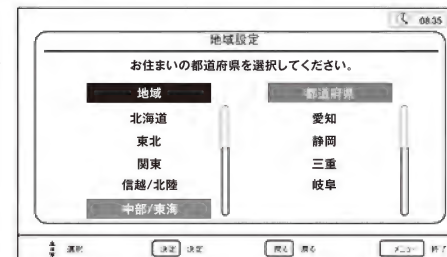 08:35
地域設定
お住まいの都道府県を選択してください。
地域
都道府県
北海道
愛知
東北
静岡
関東
三重
信越/北陸
岐阜
中部/東海
選択
決定 決定
戻る 戻る
メニュー 終了